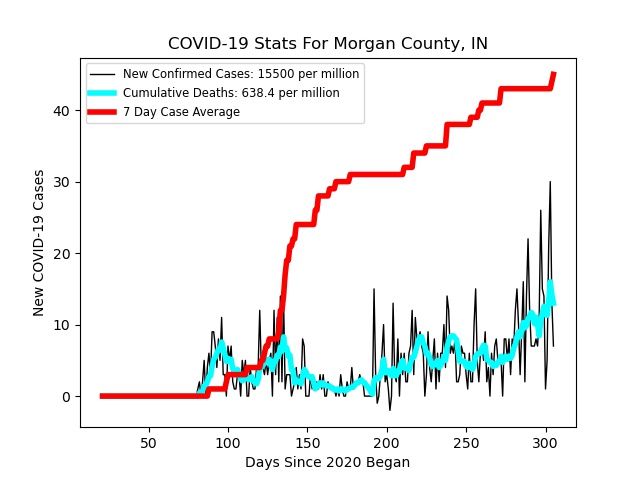 COVID-19 Stats For Morgan County, IN
New Confirmed Cases: 15500 per million
Cumulative Deaths: 638.4 per million
7 Day Case Average
New COVID-19 Cases
40
30
20
10
0
50 100 150 200 250 300
Days Since 2020 Began